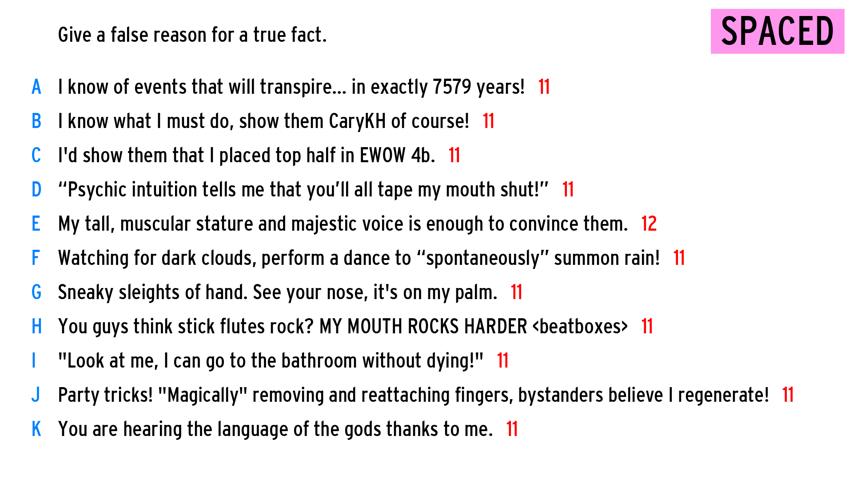 Give a false reason for a true fact.
SPACED
A I know of events that will transpire... in exactly 7579 years! 11
B I know what I must do, show them CaryKH of course! 11
C I'd show them that I placed top half in EWOW 4b. 11
D “Psychic intuition tells me that you’ll all tape my mouth shut!” 11
E My tall, muscular stature and majestic voice is enough to convince them. 12
F Watching for dark clouds, perform a dance to “spontaneously” summon rain! 11
G Sneaky sleights of hand. See your nose, it's on my palm. 11
H You guys think stick flutes rock? MY MOUTH ROCKS HARDER <beatboxes> 11
I "Look at me, I can go to the bathroom without dying!" 11
J Party tricks! "Magically" removing and reattaching fingers, bystanders believe I regenerate! 11
K You are hearing the language of the gods thanks to me. 11